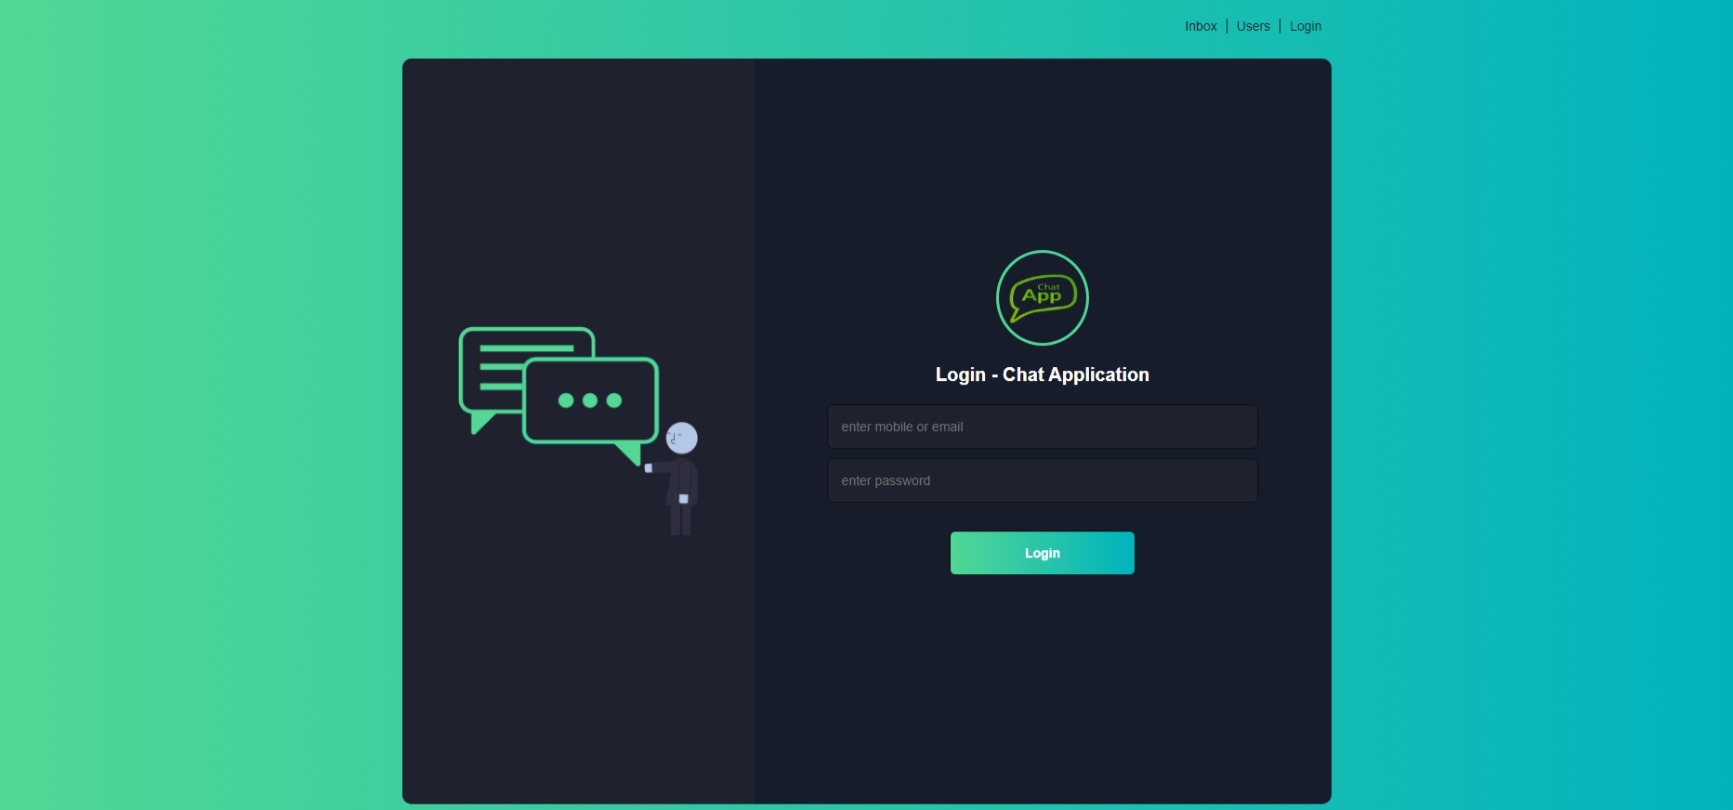 Inbox | Users | Login
Chat
App
Login - Chat Application
enter mobile or email
enter password
Login